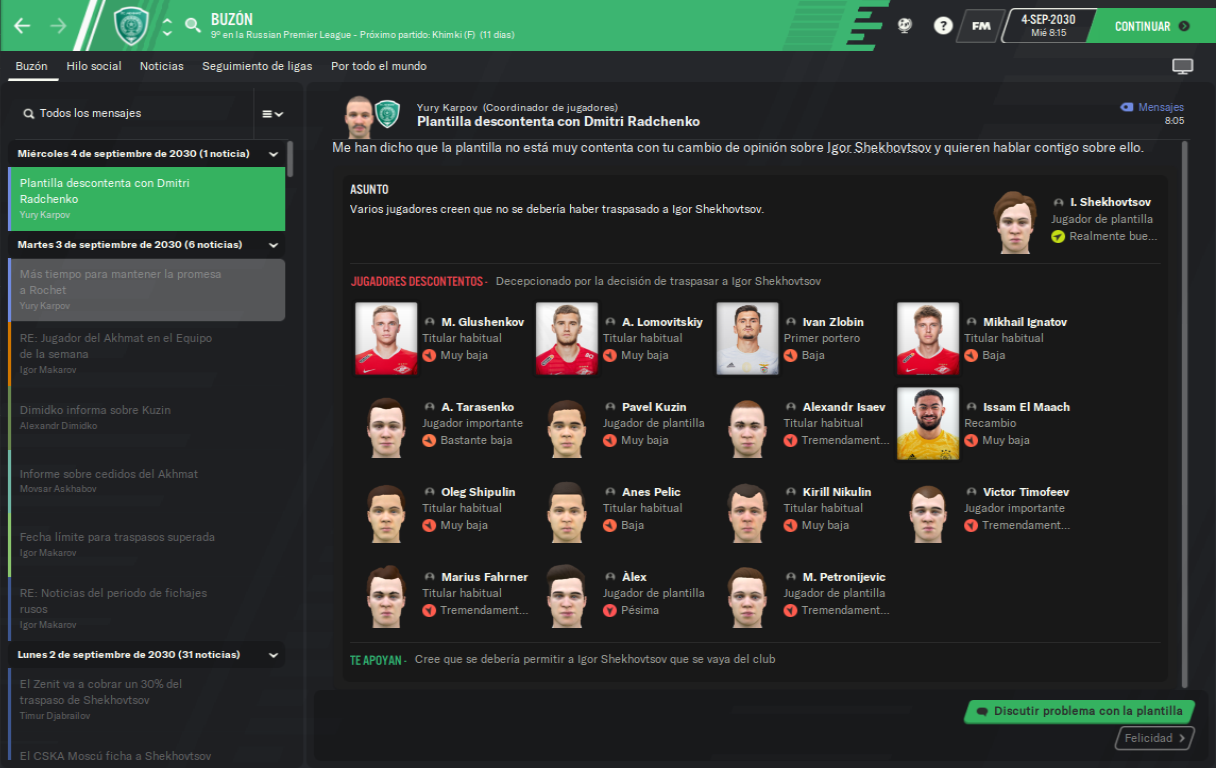 BUZÓN
9º en la Russian Premier League - Próximo partido: Khimki (F) (11 días)
?
FM
4-SEP-2030
Mié 8:15
CONTINUAR
Buzón
Hilo social
Noticias
Seguimiento de ligas
Por todo el mundo
Todos los mensajes
Miércoles 4 de septiembre de 2030 (1 noticia)
Plantilla descontenta con Dmitri
Radchenko
Yury Karpov
Martes 3 de septiembre de 2030 (6 noticias)
Más tiempo para mantener la promesa
a Rochet
Yury Karpov
RE: Jugador del Akhmat en el Equipo
de la semana
Igor Makarov
Dimidko informa sobre Kuzin
Alexandr Dimidko
Informe sobre cedidos del Akhmat
Movsar Askhabov
Fecha límite para traspasos superada
Igor Makarov
RE: Noticias del periodo de fichajes
rusos
Igor Makarov
Lunes 2 de septiembre de 2030 (31 noticias)
El Zenit va a cobrar un 30% del
traspaso de Shekhovtsov
Timur Djabrailov
El CSKA Moscú ficha a Shekhovtsov
Yury Karpov (Coordinador de jugadores)
Plantilla descontenta con Dmitri Radchenko
Mensajes
8:05
Me han dicho que la plantilla no está muy contenta con tu cambio de opinión sobre Igor Shekhovtsov y quieren hablar contigo sobre ello.
ASUNTO
Varios jugadores creen que no se debería haber traspasado a Igor Shekhovtsov.
I. Shekhovtsov
Jugador de plantilla
Realmente bue...
JUGADORES DESCONTENTOS - Decepcionado por la decisión de traspasar a Igor Shekhovtsov
M. Glushenkov
Titular habitual
Muy baja
A. Lomovitskiy
Titular habitual
Muy baja
Ivan Zlobin
Primer portero
Baja
Mikhail Ignatov
Titular habitual
Baja
A. Tarasenko
Jugador importante
Bastante baja
Pavel Kuzin
Jugador de plantilla
Muy baja
Alexandr Isaev
Titular habitual
Tremendament...
Issam El Maach
Recambio
Muy baja
Oleg Shipulin
Titular habitual
Muy baja
Anes Pelic
Titular habitual
Baja
Kirill Nikulin
Titular habitual
Muy baja
Victor Timofeev
Jugador importante
Tremendament...
Marius Fahrner
Titular habitual
Tremendament...
Àlex
Jugador de plantilla
Pésima
M. Petronijevic
Jugador de plantilla
Tremendament...
TE APOYAN - Cree que se debería permitir a Igor Shekhovtsov que se vaya del club
Discutir problema con la plantilla
Felicidad